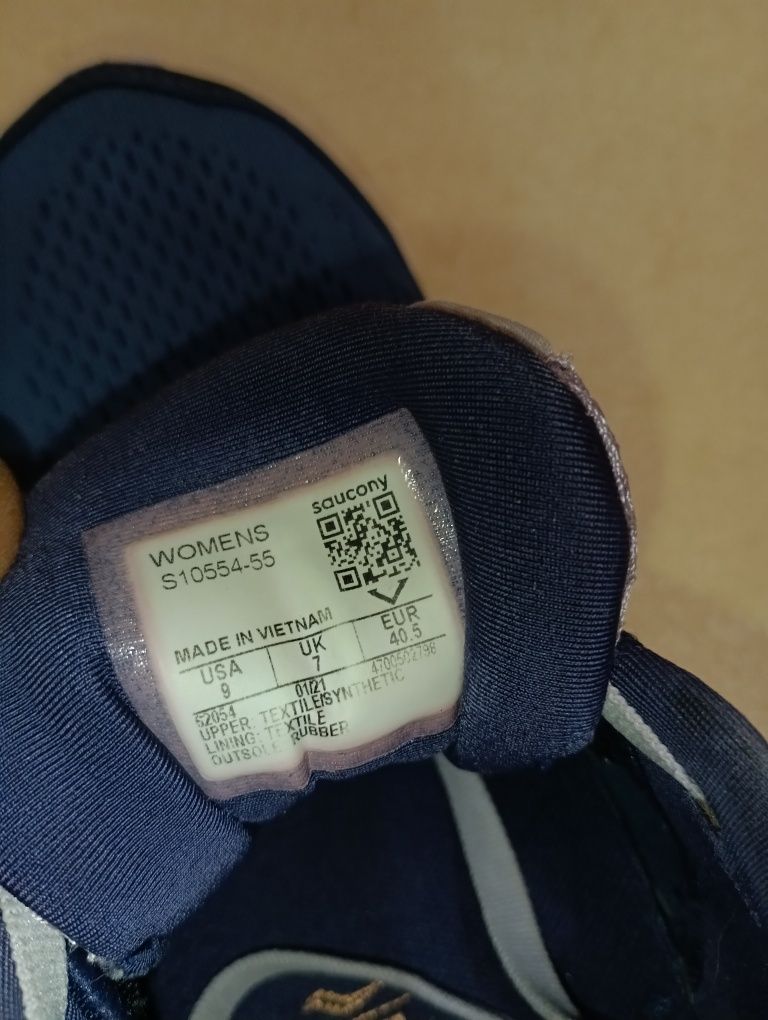 saucony
WOMENS
S10554-55
MADE IN VIETNAM
USA UK EUR
9 7 40.5
52054 01/21 4700502798
UPPER: TEXTILE/SYNTHETIC
LINING: TEXTILE
OUTSOLE: RUBBER